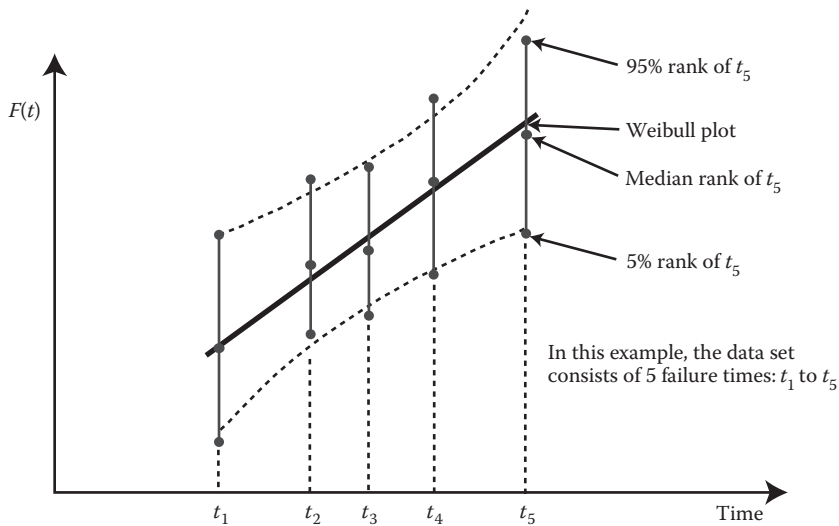 F(t)
95% rank of t5
Weibull plot
Median rank of t5
5% rank of t5
In this example, the data set
consists of 5 failure times: t1 to t5
t1
t2
t3
t4
t5
Time